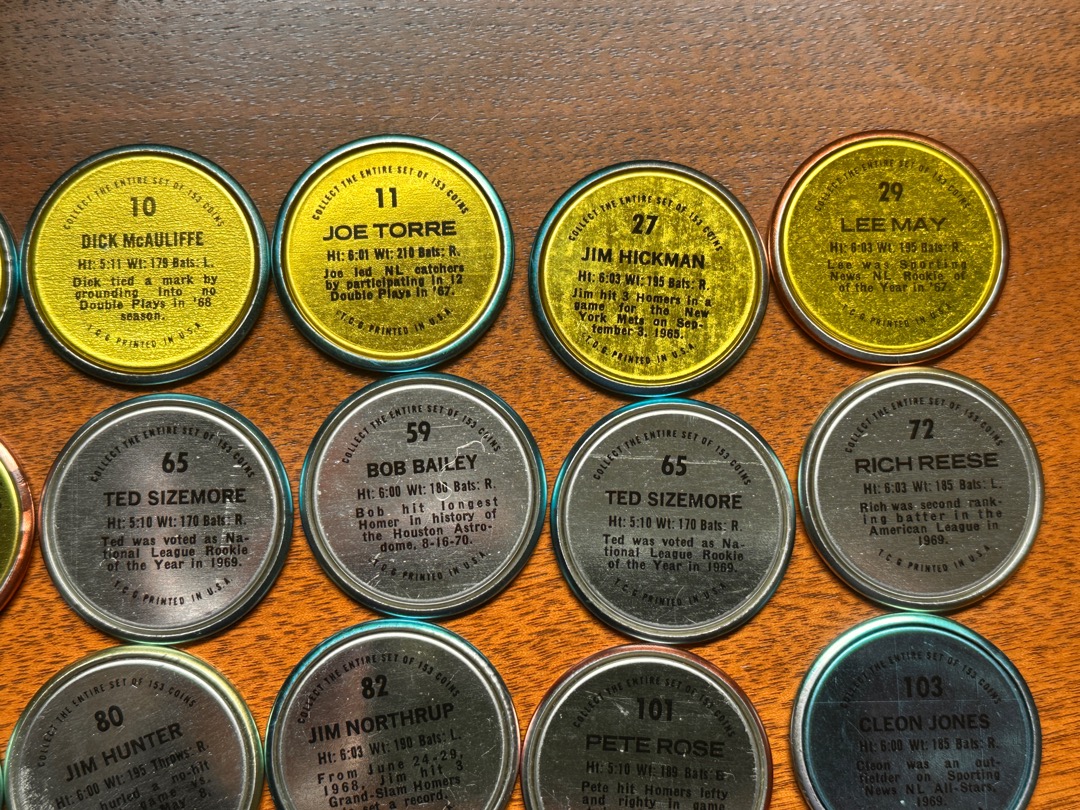 COLLECT THE ENTIRE SET OF 153 COINS
10
DICK McAULIFFE
Ht: 5:11 Wt: 179 Bats: L.
Dick tied a mark by
grounding into no
Double Plays in '68
season.
T.C.G. PRINTED IN U.S.A.
COLLECT THE ENTIRE SET OF 153 COINS
11
JOE TORRE
Ht: 6:01 Wt: 210 Bats: R.
Joe led NL catchers
by participating in 12
Double Plays in '67.
T.C.G. PRINTED IN U.S.A.
COLLECT THE ENTIRE SET OF 153 COINS
27
JIM HICKMAN
Ht: 6:03 Wt: 195 Bats: R.
Jim hit 3 Homers in a
game for the New
York Mets on Sep-
tember 3, 1965.
T.C.G. PRINTED IN U.S.A.
COLLECT THE ENTIRE SET OF 153 COINS
29
LEE MAY
Ht: 6:03 Wt: 195 Bats: R.
Lee was Sporting
News NL Rookie of
of the Year in '67.
T.C.G. PRINTED IN U.S.A.
COLLECT THE ENTIRE SET OF 153 COINS
65
TED SIZEMORE
Ht: 5:10 Wt: 170 Bats: R.
Ted was voted as Na-
tional League Rookie
of the Year in 1969.
T.C.G. PRINTED IN U.S.A.
COLLECT THE ENTIRE SET OF 153 COINS
59
BOB BAILEY
Ht: 6:00 Wt: 186 Bats: R.
Bob hit longest
Homer in history of
the Houston Astro-
dome. 8-16-70.
T.C.G. PRINTED IN U.S.A.
COLLECT THE ENTIRE SET OF 153 COINS
65
TED SIZEMORE
Ht: 5:10 Wt: 170 Bats: R.
Ted was voted as Na-
tional League Rookie
of the Year in 1969.
T.C.G. PRINTED IN U.S.A.
COLLECT THE ENTIRE SET OF 153 COINS
72
RICH REESE
Ht: 6:03 Wt: 185 Bats: L.
Rich was second rank-
ing batter in the
American League in
1969.
T.C.G. PRINTED IN U.S.A.
COLLECT THE ENTIRE SET OF 153 COINS
80
JIM HUNTER
Ht: 6:00 Wt: 195 Throws: R.
hurled a no-hit
game vs.
May 8,
COLLECT THE ENTIRE SET OF 153 COINS
82
JIM NORTHRUP
Ht: 6:03 Wt: 190 Bats: L.
From June 24-29,
1968, Jim hit 3
Grand-Slam Homers
set a record.
COLLECT THE ENTIRE SET OF 153 COINS
101
PETE ROSE
Ht: 5:10 Wt: 189 Bats:
Pete hit Homers lefty
and righty in game
COLLECT THE ENTIRE SET OF 153 COINS
103
CLEON JONES
Ht: 6:00 Wt: 185 Bats: R.
Cleon was an out-
fielder on Sporting
News NL All-Stars.
1969.